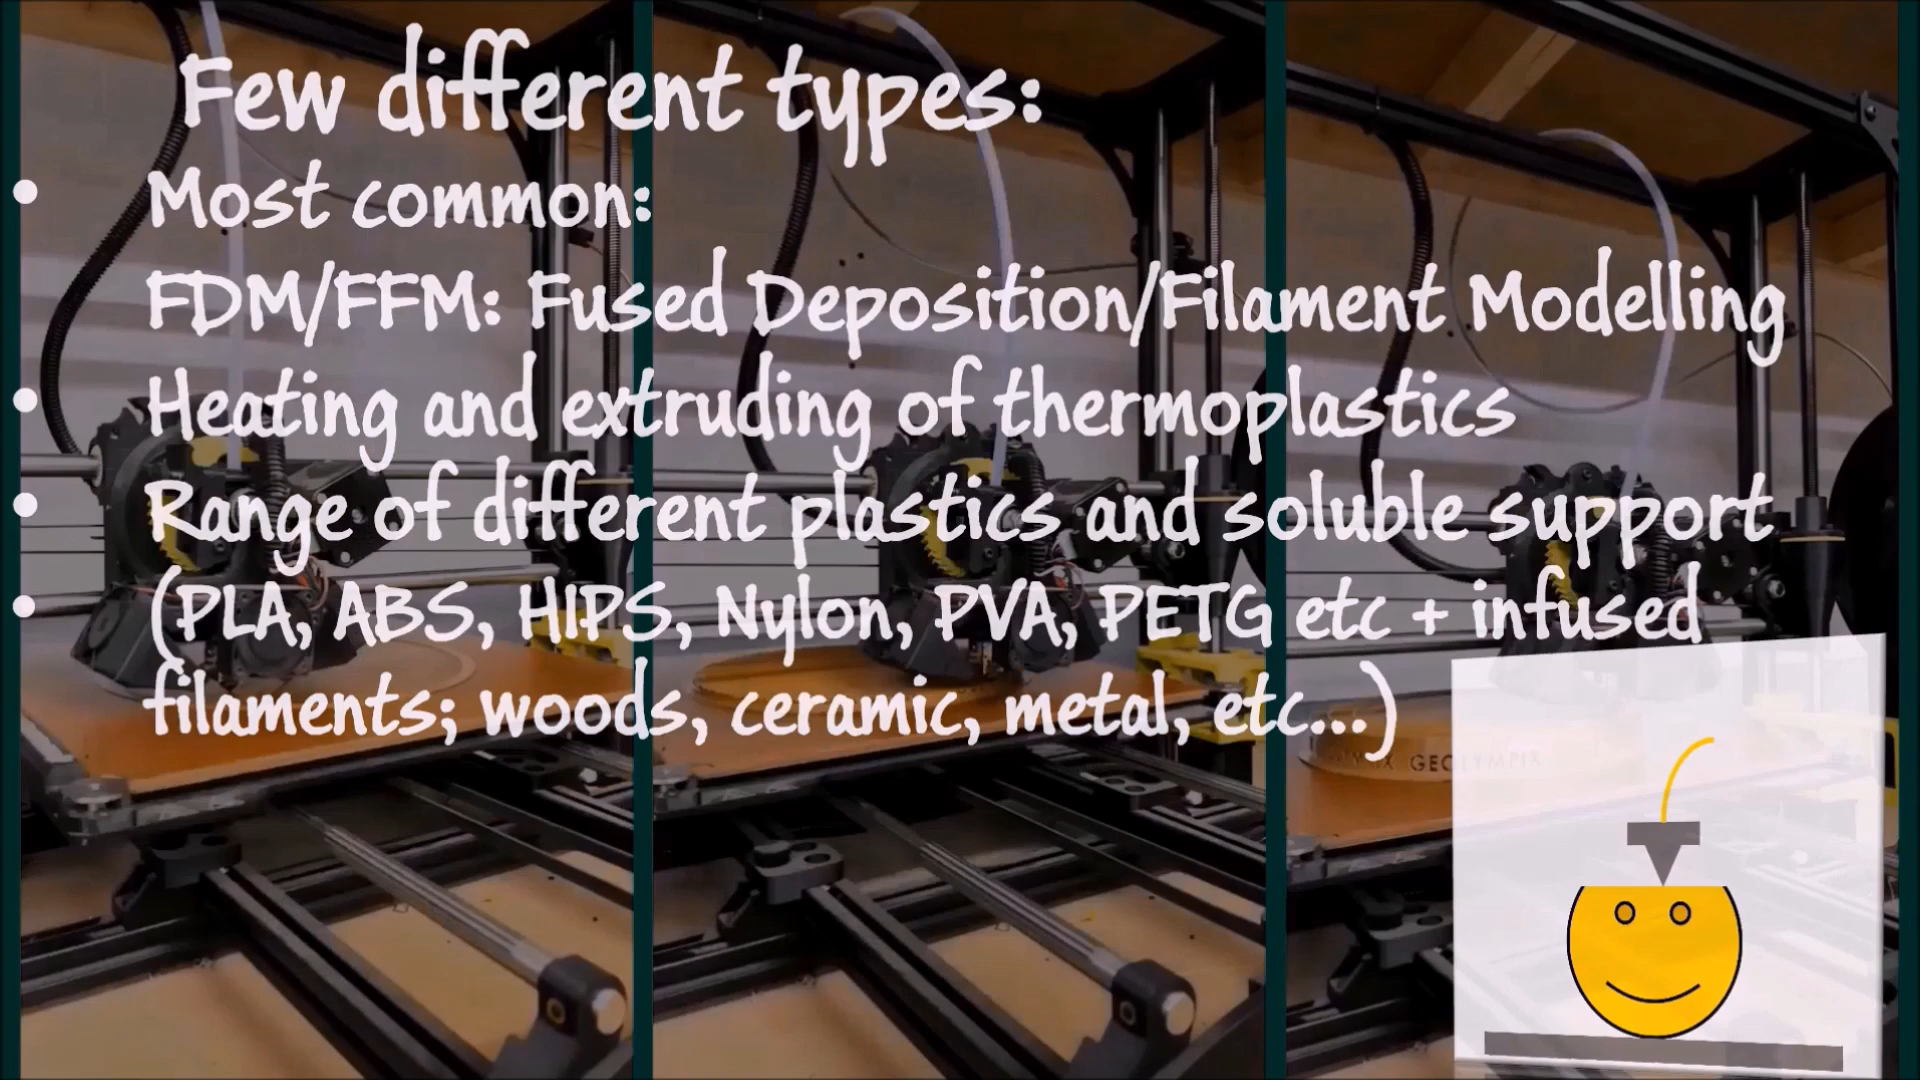 Few different types:
• Most common:
FDM/FFM: Fused Deposition/Filament Modelling
• Heating and extruding of thermoplastics
• Range of different plastics and soluble support
• (PLA, ABS, HIPS, Nylon, PVA, PETG etc + infused
filaments; woods, ceramic, metal, etc...)
GEOLYMPIX